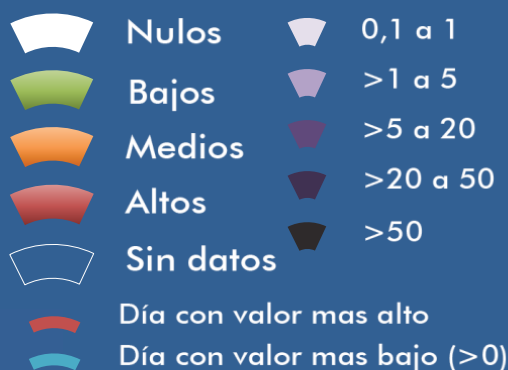 Nulos
Bajos
Medios
Altos
Sin datos
0,1 a 1
>1 a 5
>5 a 20
>20 a 50
>50
Día con valor mas alto
Día con valor mas bajo (>0)